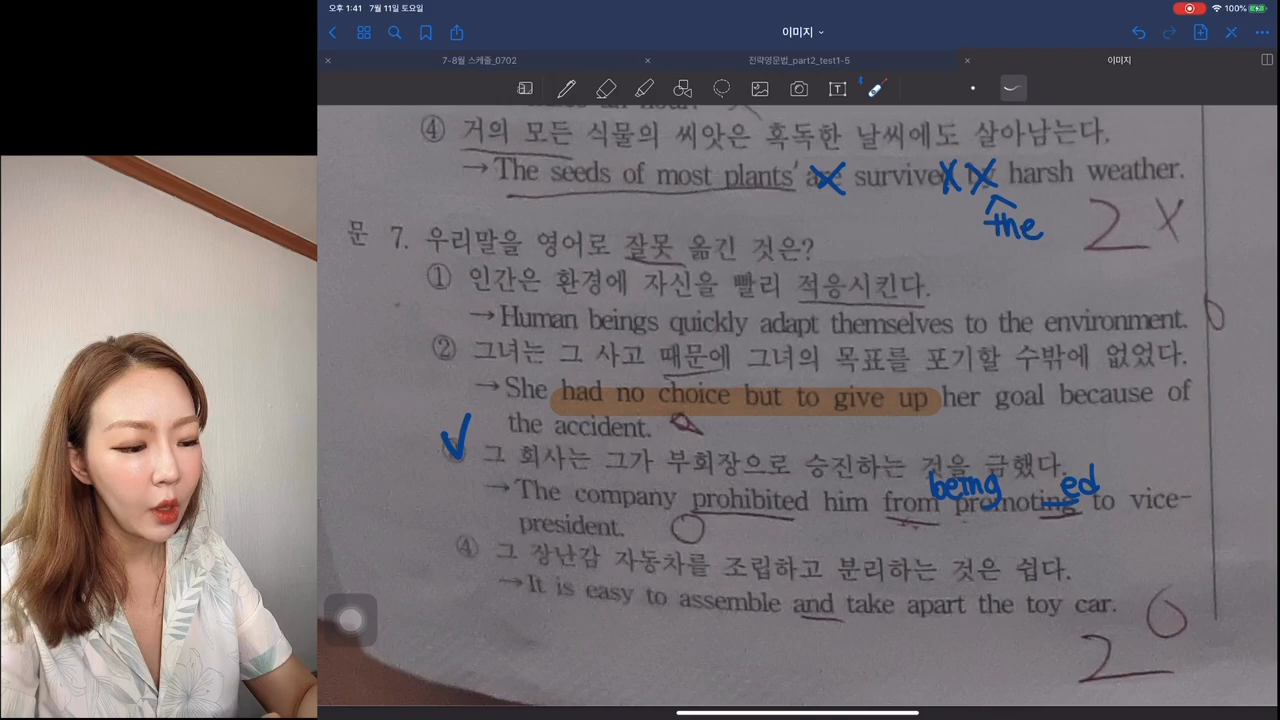 오후 1:41 7월 11일 토요일
100%
이미지
7-8월 스케줄_0702
전략영문법_part2_test1-5
이미지
④ 거의 모든 식물의 씨앗은 혹독한 날씨에도 살아남는다.
→ The seeds of most plants' survive harsh weather.
the
2 X
문 7. 우리말을 영어로 잘못 옮긴 것은?
① 인간은 환경에 자신을 빨리 적응시킨다.
→ Human beings quickly adapt themselves to the environment.
② 그녀는 그 사고 때문에 그녀의 목표를 포기할 수밖에 없었다.
→ She had no choice but to give up her goal because of
the accident.
그 회사는 그가 부회장으로 승진하는 것을 금했다.
being ed
→ The company prohibited him from promoting to vice-
president.
④ 그 장난감 자동차를 조립하고 분리하는 것은 쉽다.
→ It is easy to assemble and take apart the toy car.
2